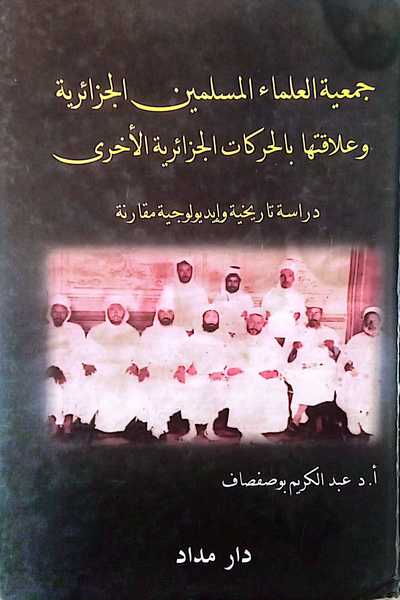 جمعية العلماء المسلمين الجزائرية
وعلاقتها بالحركات الجزائرية الأخرى
دراسة تاريخية وإيديولوجية مقارنة
أ.د عبد الكريم بوصفصاف
دار مداد